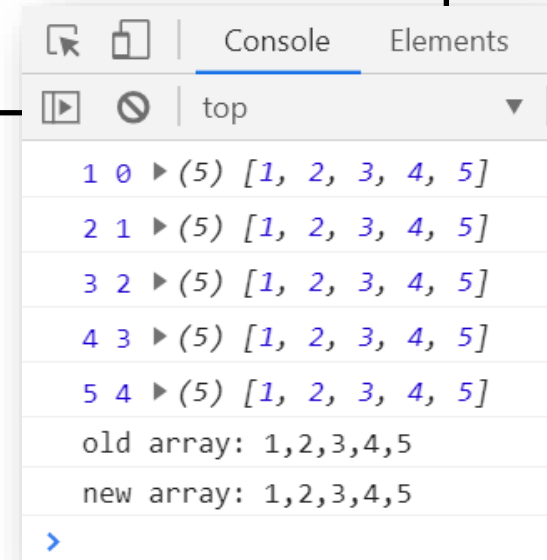 Console Elements
top
1 0 (5) [1, 2, 3, 4, 5]
2 1 (5) [1, 2, 3, 4, 5]
3 2 (5) [1, 2, 3, 4, 5]
4 3 (5) [1, 2, 3, 4, 5]
5 4 (5) [1, 2, 3, 4, 5]
old array: 1,2,3,4,5
new array: 1,2,3,4,5